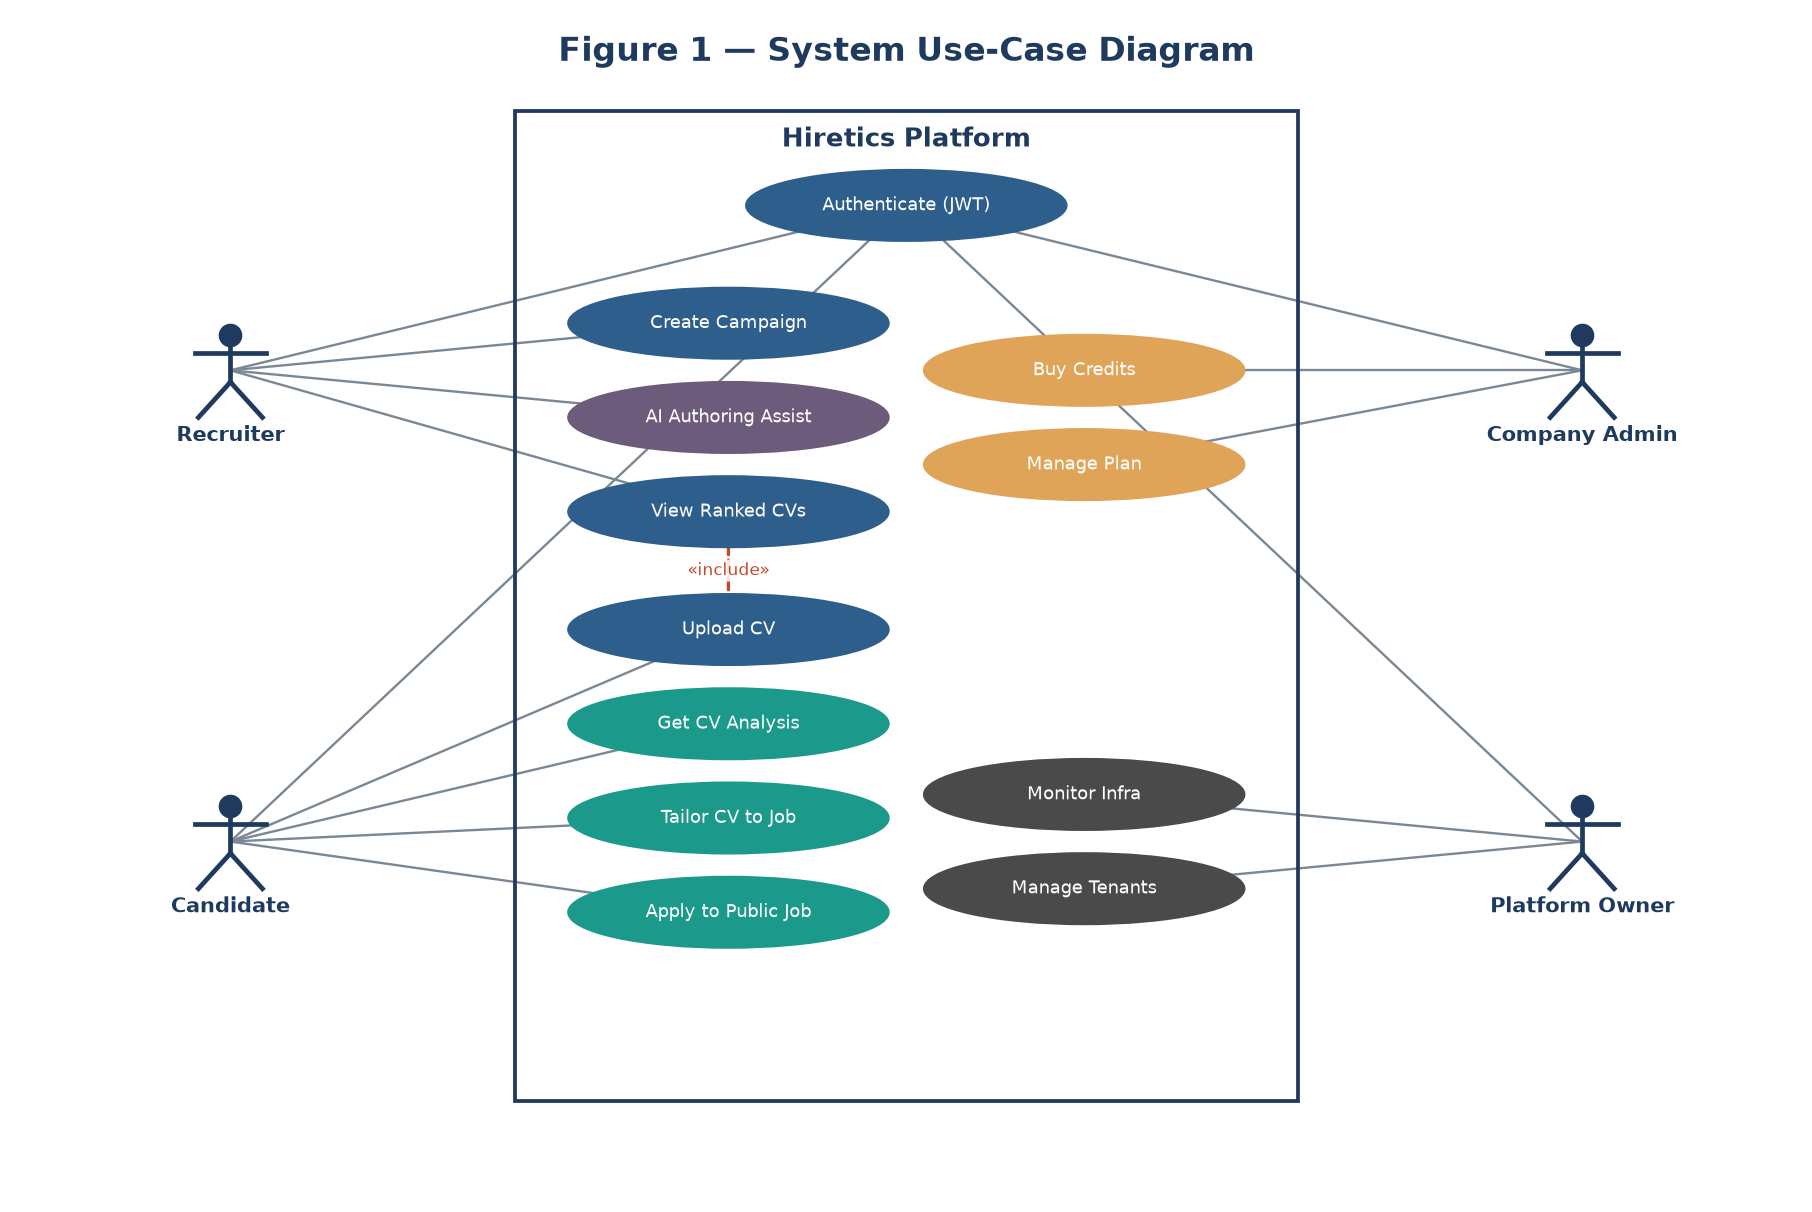 Figure 1 — System Use-Case Diagram
Hiretics Platform
Authenticate (JWT)
Create Campaign
AI Authoring Assist
View Ranked CVs
«include»
Upload CV
Get CV Analysis
Tailor CV to Job
Apply to Public Job
Buy Credits
Manage Plan
Monitor Infra
Manage Tenants
Recruiter
Candidate
Company Admin
Platform Owner